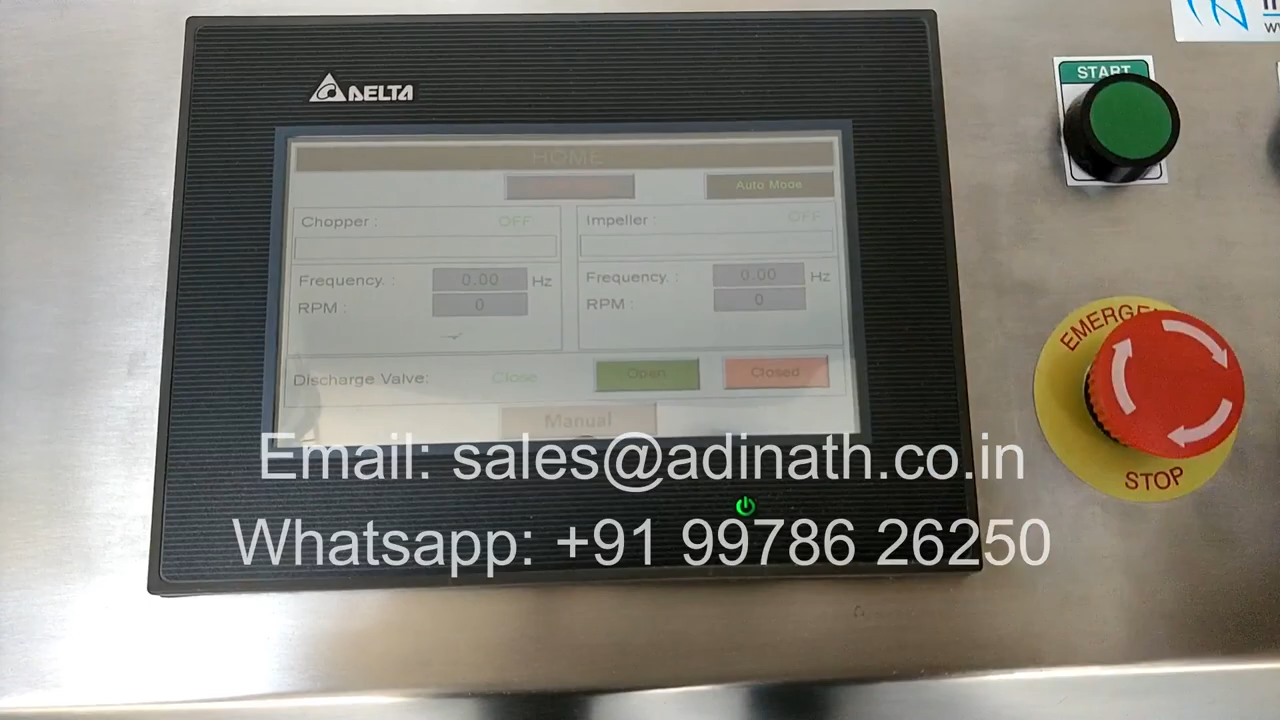 DELTA
START
HOME
Auto Mode
Chopper : OFF
Impeller : OFF
Frequency. : 0.00 Hz
RPM : 0
Frequency. : 0.00 Hz
RPM : 0
Discharge Valve: Close Open Closed
Manual
STOP
Email: sales@adinath.co.in
Whatsapp: +91 99786 26250